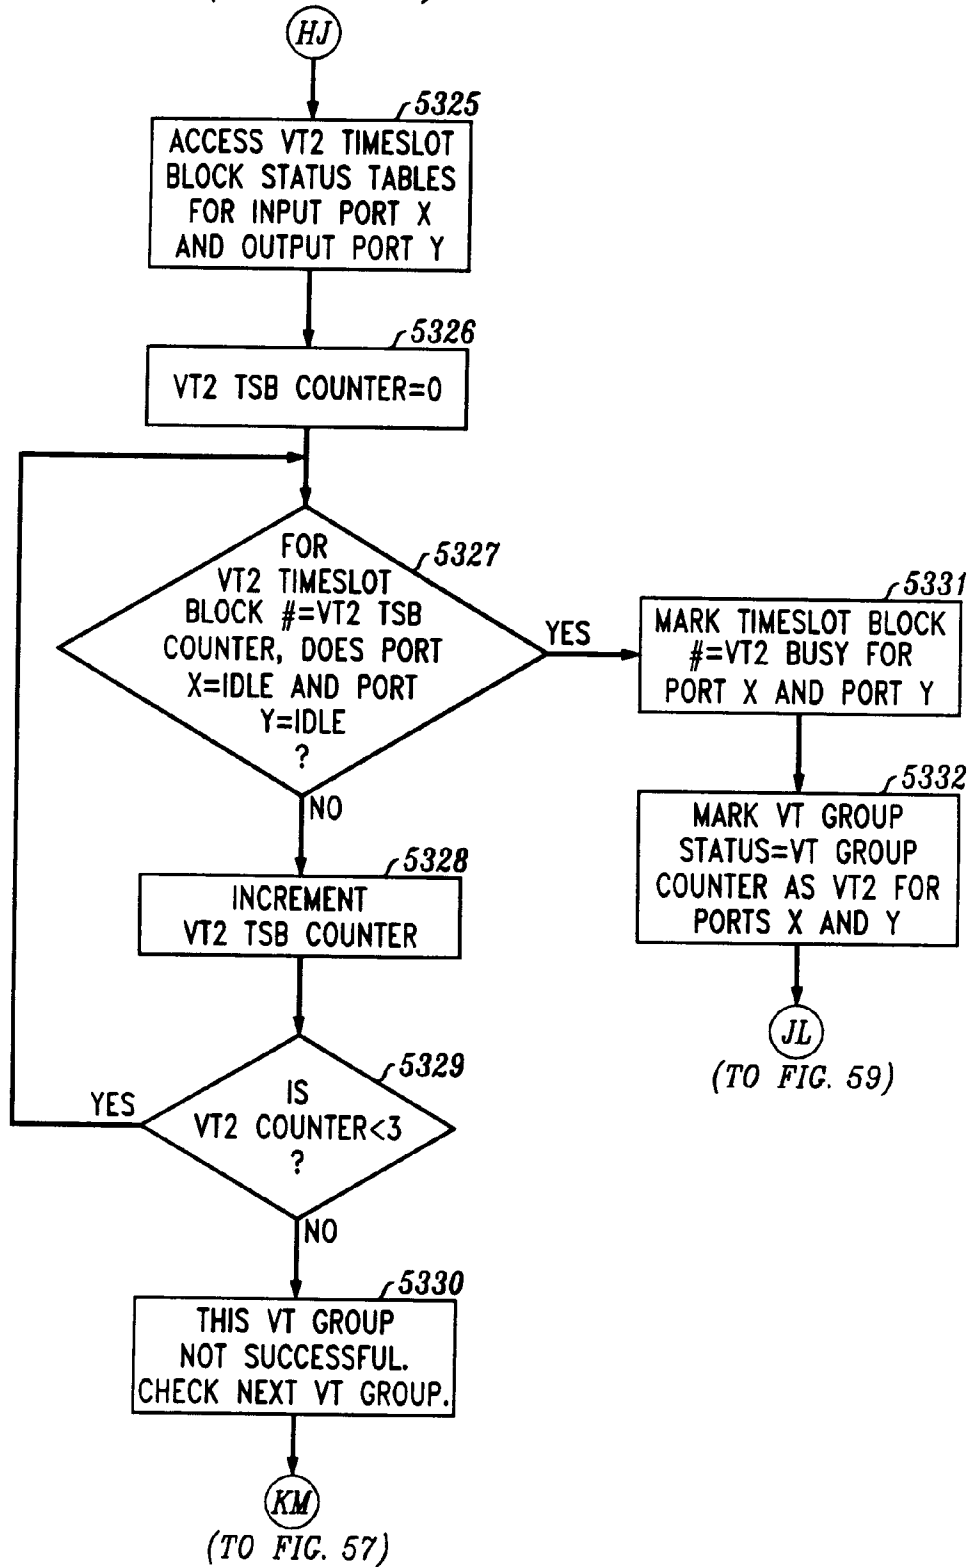 HJ
5325
ACCESS VT2 TIMESLOT
BLOCK STATUS TABLES
FOR INPUT PORT X
AND OUTPUT PORT Y
5326
VT2 TSB COUNTER=0
5327
FOR
VT2 TIMESLOT
BLOCK #=VT2 TSB
COUNTER, DOES PORT
X=IDLE AND PORT
Y=IDLE
?
YES
NO
5331
MARK TIMESLOT BLOCK
#=VT2 BUSY FOR
PORT X AND PORT Y
5332
MARK VT GROUP
STATUS=VT GROUP
COUNTER AS VT2 FOR
PORTS X AND Y
JL
(TO FIG. 59)
5328
INCREMENT
VT2 TSB COUNTER
5329
IS
VT2 COUNTER<3
?
YES
NO
5330
THIS VT GROUP
NOT SUCCESSFUL.
CHECK NEXT VT GROUP.
KM
(TO FIG. 57)